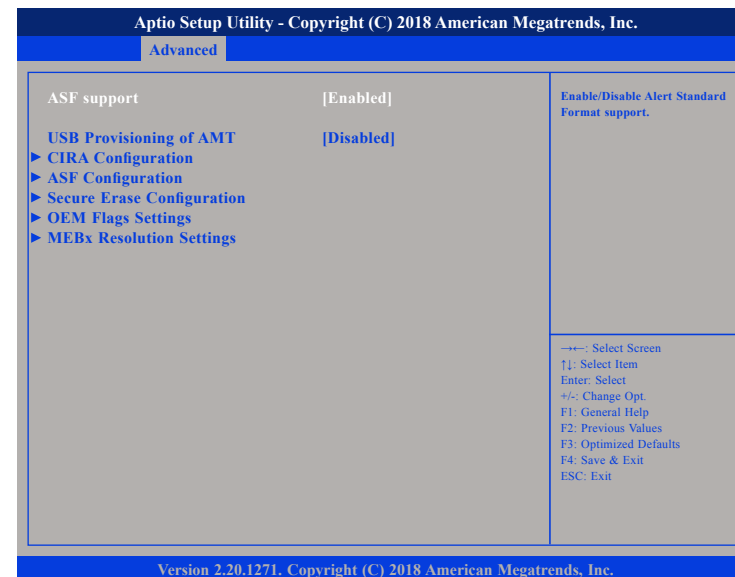 Aptio Setup Utility - Copyright (C) 2018 American Megatrends, Inc.
Advanced
ASF support [Enabled]
USB Provisioning of AMT [Disabled]
► CIRA Configuration
► ASF Configuration
► Secure Erase Configuration
► OEM Flags Settings
► MEBx Resolution Settings
Enable/Disable Alert Standard
Format support.
→←: Select Screen
↑↓: Select Item
Enter: Select
+/-: Change Opt.
F1: General Help
F2: Previous Values
F3: Optimized Defaults
F4: Save & Exit
ESC: Exit
Version 2.20.1271. Copyright (C) 2018 American Megatrends, Inc.